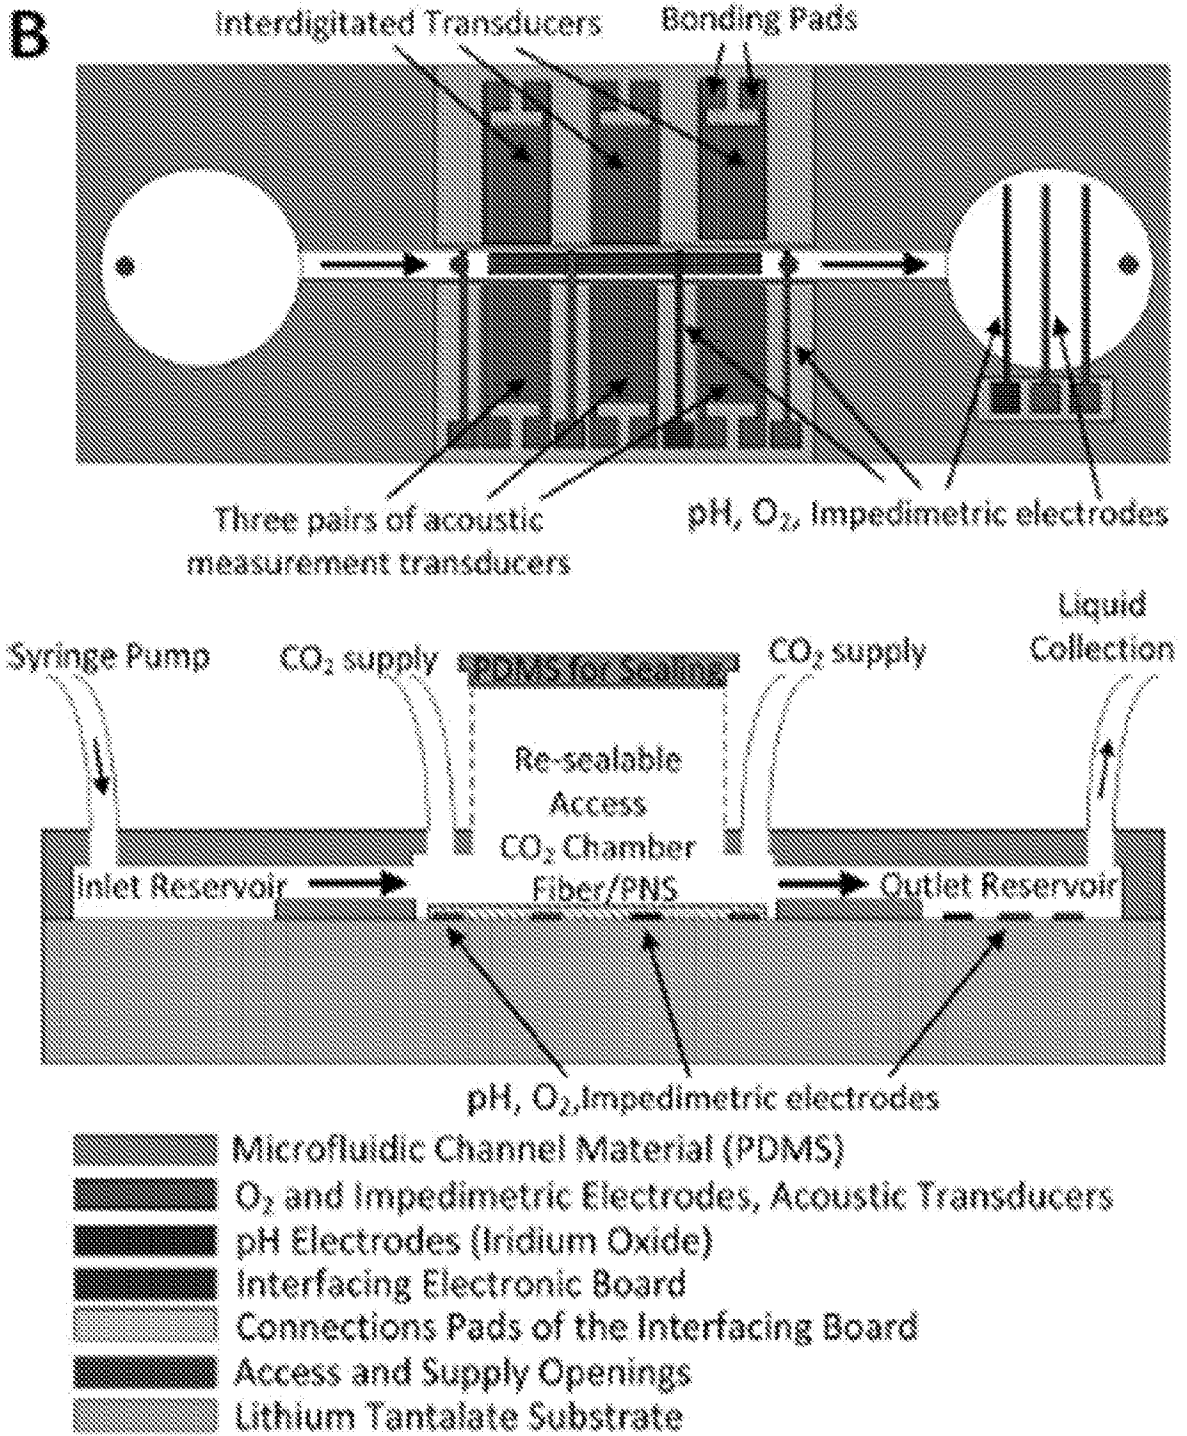 B
Interdigitated Transducers
Bonding Pads
Three pairs of acoustic
measurement transducers
pH, O₂, Impedimetric electrodes
Syringe Pump
CO₂ supply
PDMS for Sealing
CO₂ supply
Liquid
Collection
Re-sealable
Access
CO₂ Chamber
Fiber/PNS
Inlet Reservoir
Outlet Reservoir
pH, O₂,Impedimetric electrodes
Microfluidic Channel Material (PDMS)
O₂ and Impedimetric Electrodes, Acoustic Transducers
pH Electrodes (Iridium Oxide)
Interfacing Electronic Board
Connections Pads of the Interfacing Board
Access and Supply Openings
Lithium Tantalate Substrate